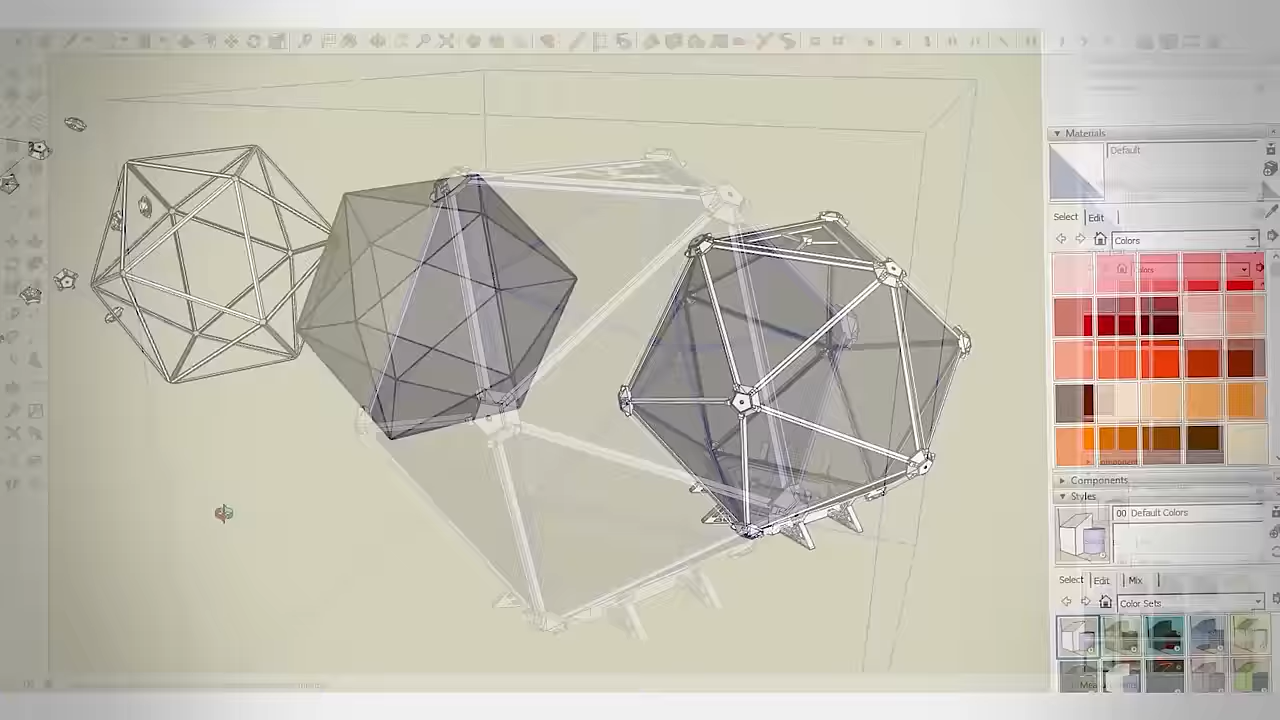 Materials
Default
Select Edit
Colors
Components
Styles
00 Default Colors
Select Edit Mix
Color Sets